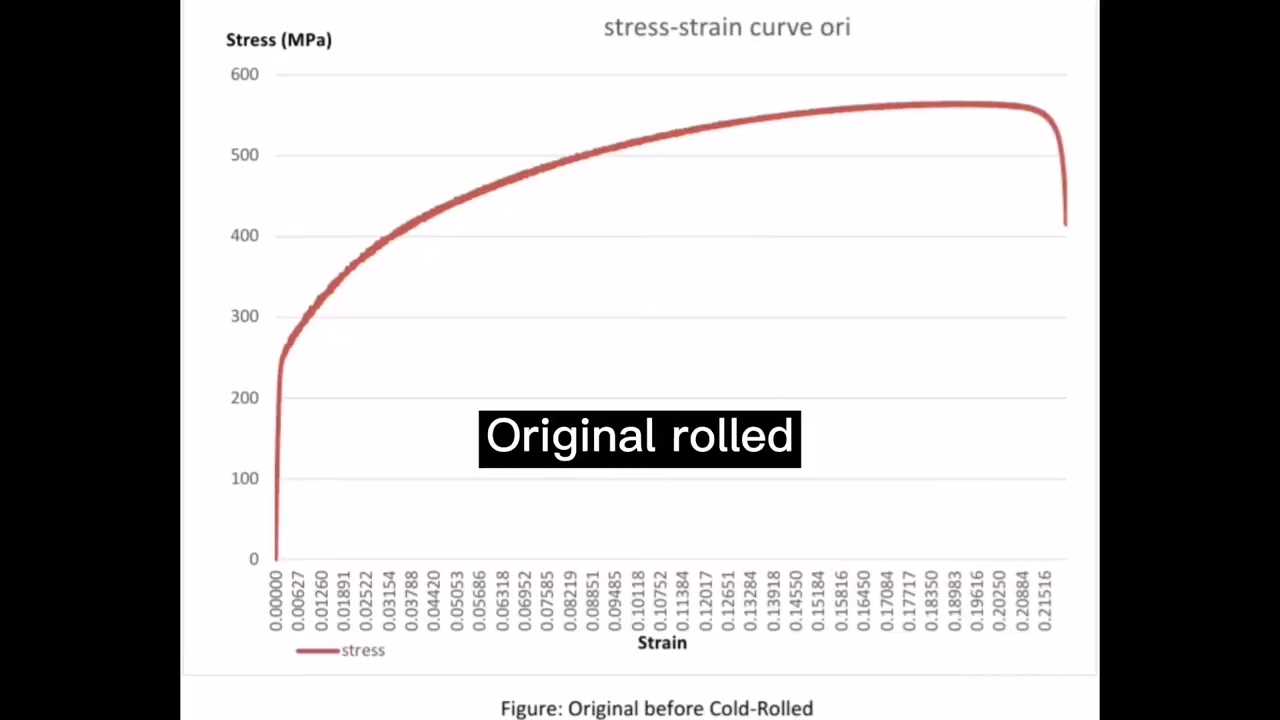 stress-strain curve ori
Stress (MPa)
600
500
400
300
200
100
0
Original rolled
0.00000 0.00627 0.01260 0.01891 0.02522 0.03154 0.03788 0.04420 0.05053 0.05686 0.06318 0.06952 0.07585 0.08219 0.08851 0.09485 0.10118 0.10752 0.11384 0.12017 0.12651 0.13284 0.13918 0.14550 0.15184 0.15816 0.16450 0.17084 0.17717 0.18350 0.18983 0.19616 0.20250 0.20884 0.21516
Strain
stress
Figure: Original before Cold-Rolled